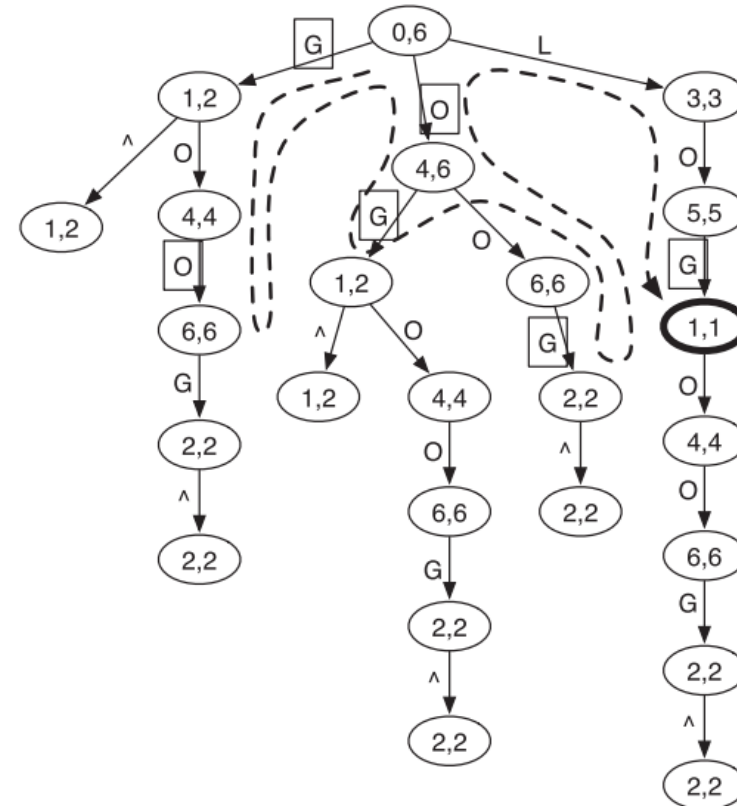 0,6
G L
1,2 3,3
O
^ O O
4,6
1,2 4,4 5,5
G O
O G
1,2 6,6
6,6 1,1
^ O G
G O
1,2 4,4 2,2
2,2 4,4
O ^
^ O
6,6 2,2
2,2 6,6
G G
2,2 2,2
^ ^
2,2
2,2